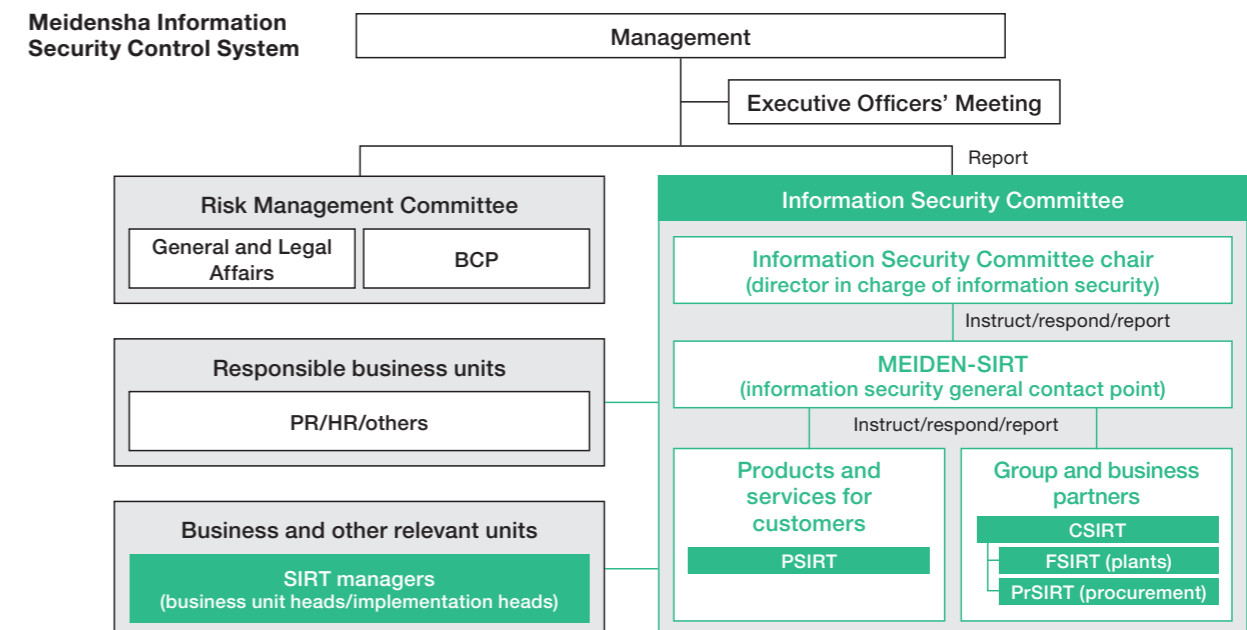 Meidensha Information
Security Control System
Management
Executive Officers’ Meeting
Report
Risk Management Committee
General and Legal
Affairs
BCP
Responsible business units
PR/HR/others
Business and other relevant units
SIRT managers
(business unit heads/implementation heads)
Information Security Committee
Information Security Committee chair
(director in charge of information security)
Instruct/respond/report
MEIDEN-SIRT
(information security general contact point)
Instruct/respond/report
Products and
services for
customers
PSIRT
Group and business
partners
CSIRT
FSIRT (plants)
PrSIRT (procurement)